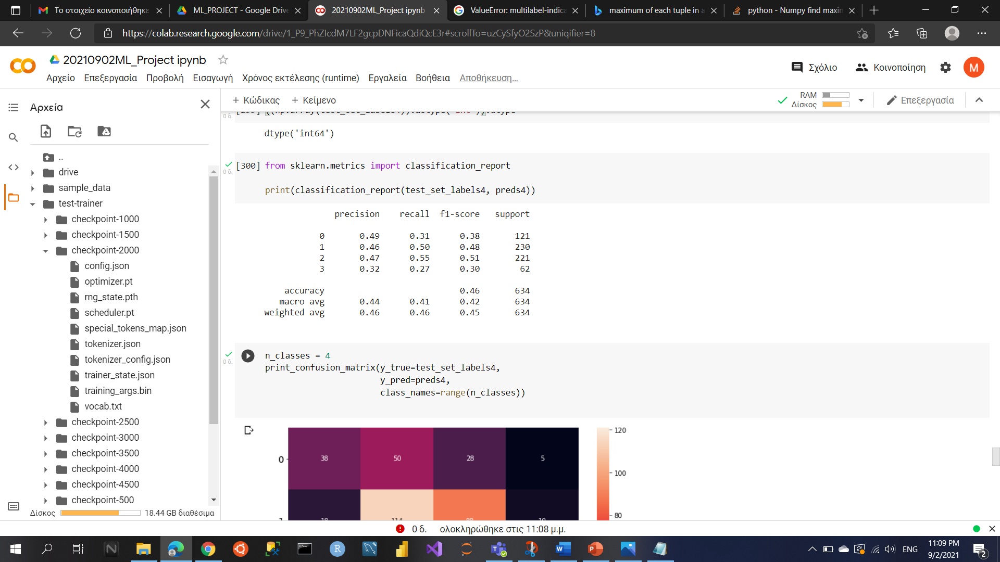 Το στοιχείο κοινοποιήθηκε
ML_PROJECT - Google Drive
20210902ML_Project ipynb
ValueError: multilabel-indica
maximum of each tuple in a
python - Numpy find maxim
https://colab.research.google.com/drive/1_P9_PhZIcdM7LF2gcpDNFicaQdiQcE3r#scrollTo=uzCySfyO2SzP&uniqifier=8
20210902ML_Project ipynb
Αρχείο Επεξεργασία Προβολή Εισαγωγή Χρόνος εκτέλεσης (runtime) Εργαλεία Βοήθεια Αποθήκευση...
Σχόλιο Κοινοποίηση M
Αρχεία
+ Κώδικας + Κείμενο
RAM
Δίσκος
Επεξεργασία
..
drive
sample_data
test-trainer
checkpoint-1000
checkpoint-1500
checkpoint-2000
config.json
optimizer.pt
rng_state.pth
scheduler.pt
special_tokens_map.json
tokenizer.json
tokenizer_config.json
trainer_state.json
training_args.bin
vocab.txt
checkpoint-2500
checkpoint-3000
checkpoint-3500
checkpoint-4000
checkpoint-4500
checkpoint-500
Δίσκος 18.44 GB διαθέσιμα
0 δ.
dtype('int64')
0 δ.
[300] from sklearn.metrics import classification_report
print(classification_report(test_set_labels4, preds4))
precision recall f1-score support
0 0.49 0.31 0.38 121
1 0.46 0.50 0.48 230
2 0.47 0.55 0.51 221
3 0.32 0.27 0.30 62
accuracy 0.46 634
macro avg 0.44 0.41 0.42 634
weighted avg 0.46 0.46 0.45 634
0 δ.
n_classes = 4
print_confusion_matrix(y_true=test_set_labels4,
y_pred=preds4,
class_names=range(n_classes))
0 38 50 28 5
120
100
80
0 δ. ολοκληρώθηκε στις 11:08 μ.μ.
ENG
11:09 PM
9/2/2021
2